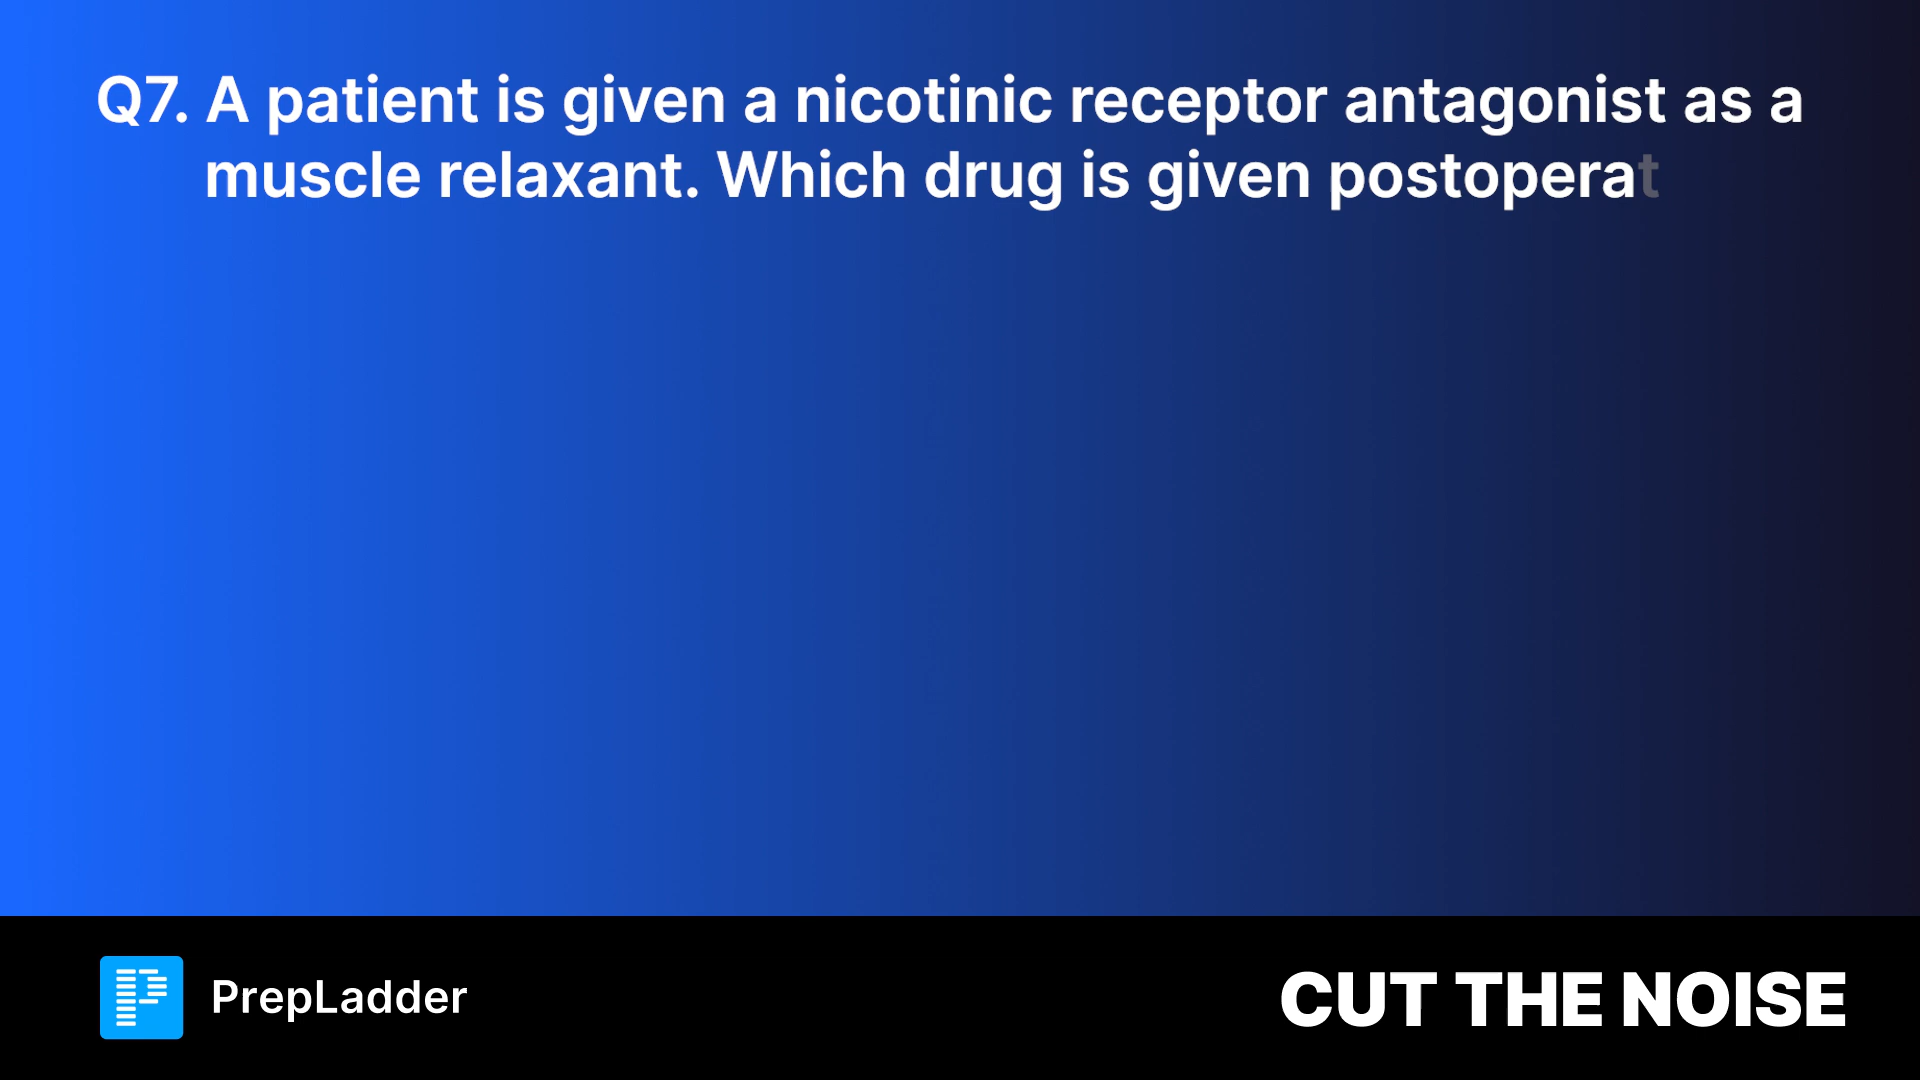 Q7. A patient is given a nicotinic receptor antagonist as a
muscle relaxant. Which drug is given postoperat
PrepLadder
CUT THE NOISE